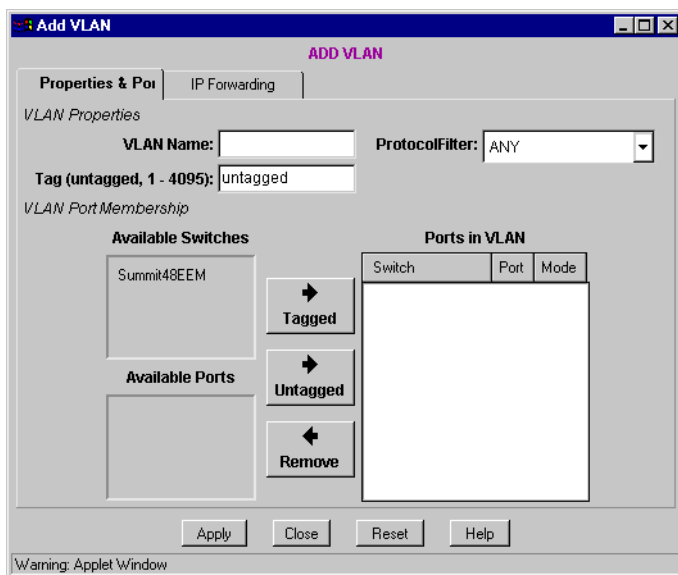 Add VLAN
ADD VLAN
Properties & Por
IP Forwarding
VLAN Properties
VLAN Name:
ProtocolFilter: ANY
Tag (untagged, 1 - 4095): untagged
VLAN Port Membership
Available Switches
Ports in VLAN
Summit48EEM
Switch Port Mode
Tagged
Available Ports
Untagged
Remove
Apply Close Reset Help
Warning: Applet Window